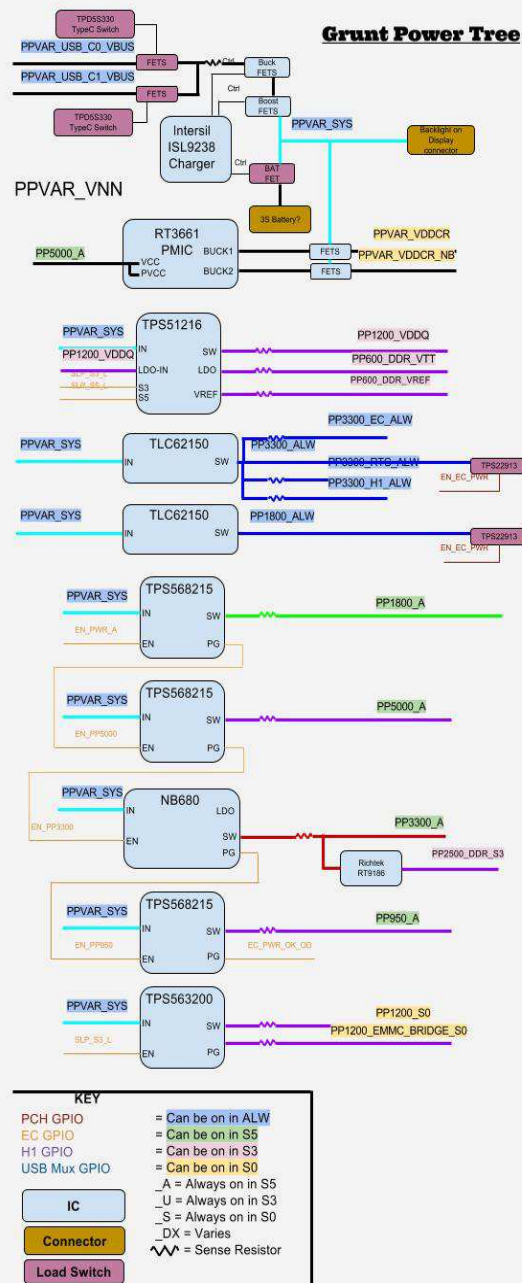 Grunt Power Tree
TPD5S330
TypeC Switch
PPVAR_USB_C0_VBUS
FETS
Ctrl
Buck
FETS
PPVAR_USB_C1_VBUS
FETS
Ctrl
Boost
FETS
TPD5S330
TypeC Switch
PPVAR_SYS
Intersil
ISL9238
Charger
Backlight on
Display
connector
Ctrl
BAT
FET
PPVAR_VNN
3S Battery?
RT3661
PMIC
PPVAR_VDDCR
PP5000_A
VCC
PVCC
BUCK1
BUCK2
FETS
FETS
PPVAR_VDDCR_NB
TPS51216
PPVAR_SYS
IN
SW
PP1200_VDDQ
PP1200_VDDQ
LDO-IN
LDO
PP600_DDR_VTT
SLP_S3_L
S3
SLP_S5_L
S5
VREF
PP600_DDR_VREF
PP3300_EC_ALW
PPVAR_SYS
TLC62150
IN
SW
PP3300_ALW
PP3300_RTC_ALW
TPS22913
EN_EC_PWR
PP3300_H1_ALW
PPVAR_SYS
TLC62150
IN
SW
PP1800_ALW
TPS22913
EN_EC_PWR
TPS568215
PPVAR_SYS
IN
SW
PP1800_A
EN_PWR_A
EN
PG
TPS568215
PPVAR_SYS
IN
SW
PP5000_A
EN_PP5000
EN
PG
NB680
PPVAR_SYS
IN
LDO
EN_PP3300
EN
SW
PG
PP3300_A
Richtek
RT9186
PP2500_DDR_S3
TPS568215
PPVAR_SYS
IN
SW
PP950_A
EN_PP950
EN
PG
EC_PWR_OK_OD
TPS563200
PPVAR_SYS
IN
SW
PP1200_S0
PP1200_EMMC_BRIDGE_S0
SLP_S3_L
EN
PG
KEY
PCH GPIO
= Can be on in ALW
EC GPIO
= Can be on in S5
H1 GPIO
= Can be on in S3
USB Mux GPIO
= Can be on in S0
_A = Always on in S5
_U = Always on in S3
_S = Always on in S0
_DX = Varies
= Sense Resistor
IC
Connector
Load Switch